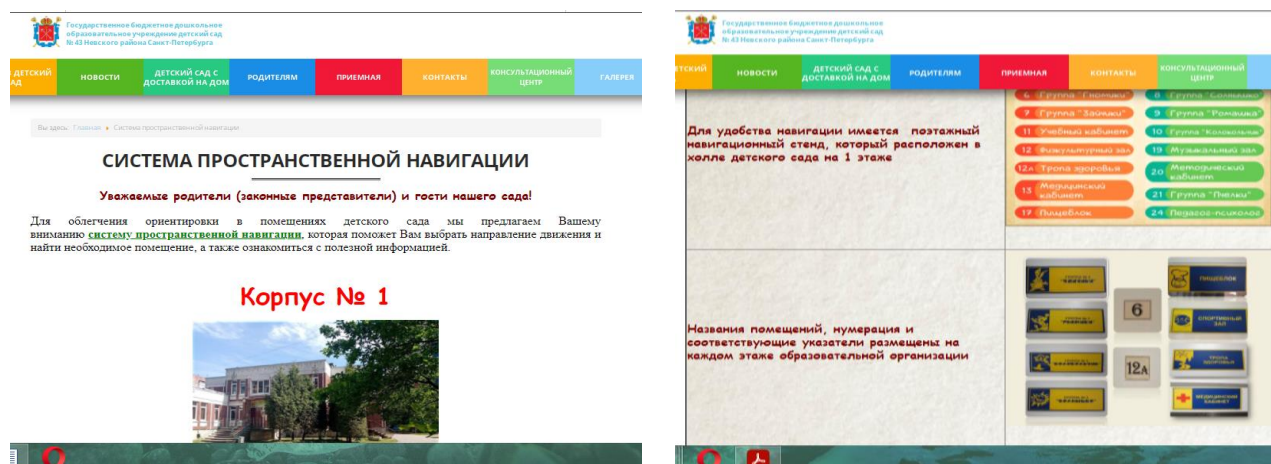 Государственное бюджетное дошкольное
образовательное учреждение детский сад
№ 43 Невского района Санкт-Петербурга
ДЕТСКИЙ
АД
НОВОСТИ
ДЕТСКИЙ САД С
ДОСТАВКОЙ НА ДОМ
РОДИТЕЛЯМ
ПРИЕМНАЯ
КОНТАКТЫ
КОНСУЛЬТАЦИОННЫЙ
ЦЕНТР
ГАЛЕРЕЯ
Вы здесь: Главная Система пространственной навигации
СИСТЕМА ПРОСТРАНСТВЕННОЙ НАВИГАЦИИ
Уважаемые родители (законные представители) и гости нашего сада!
Для облегчения ориентировки в помещениях детского сада мы предлагаем Вашему
вниманию систему пространственной навигации, которая поможет Вам выбрать направление движения и
найти необходимое помещение, а также ознакомиться с полезной информацией.
Корпус № 1
Государственное бюджетное дошкольное
образовательное учреждение детский сад
№ 43 Невского района Санкт-Петербурга
ЕТСКИЙ
НОВОСТИ
ДЕТСКИЙ САД С
ДОСТАВКОЙ НА ДОМ
РОДИТЕЛЯМ
ПРИЕМНАЯ
КОНТАКТЫ
КОНСУЛЬТАЦИОННЫЙ
ЦЕНТР
Для удобства навигации имеется поэтажный
навигационный стенд, который расположен в
холле детского сада на 1 этаже
6 Группа "Гномики"
7 Группа "Зайчики"
11 Учебный кабинет
12 Физкультурный зал
12А Тропа здоровья
13 Медицинский
кабинет
17 Пищеблок
8 Группа "Солнышко"
9 Группа "Ромашка"
10 Группа "Колокольчик"
19 Музыкальный зал
20 Методический
кабинет
21 Группа "Пчелки"
24 Педагог-психолог
Названия помещений, нумерация и
соответствующие указатели размещены на
каждом этаже образовательной организации
6
12А
ПИЩЕБЛОК
СПОРТИВНЫЙ
ЗАЛ
ТРОПА
ЗДОРОВЬЯ
МЕДИЦИНСКИЙ
КАБИНЕТ